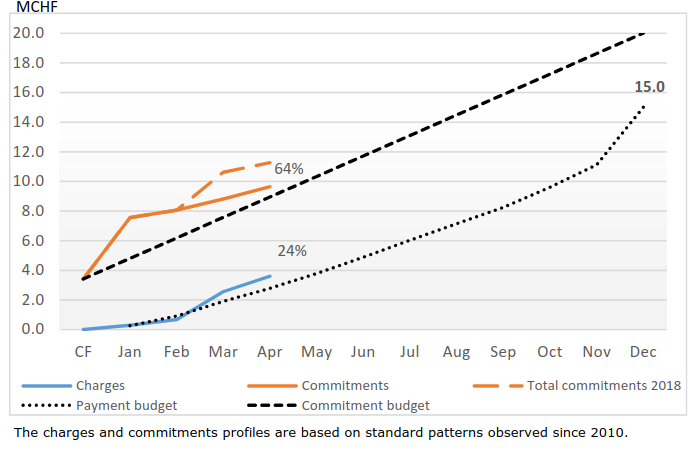 MCHF
20.0
18.0
16.0
15.0
14.0
12.0
64%
10.0
8.0
6.0
24%
4.0
2.0
0.0
CF Jan Feb Mar Apr May Jun Jul Aug Sep Oct Nov Dec
Charges Commitments Total commitments 2018
Payment budget Commitment budget
The charges and commitments profiles are based on standard patterns observed since 2010.